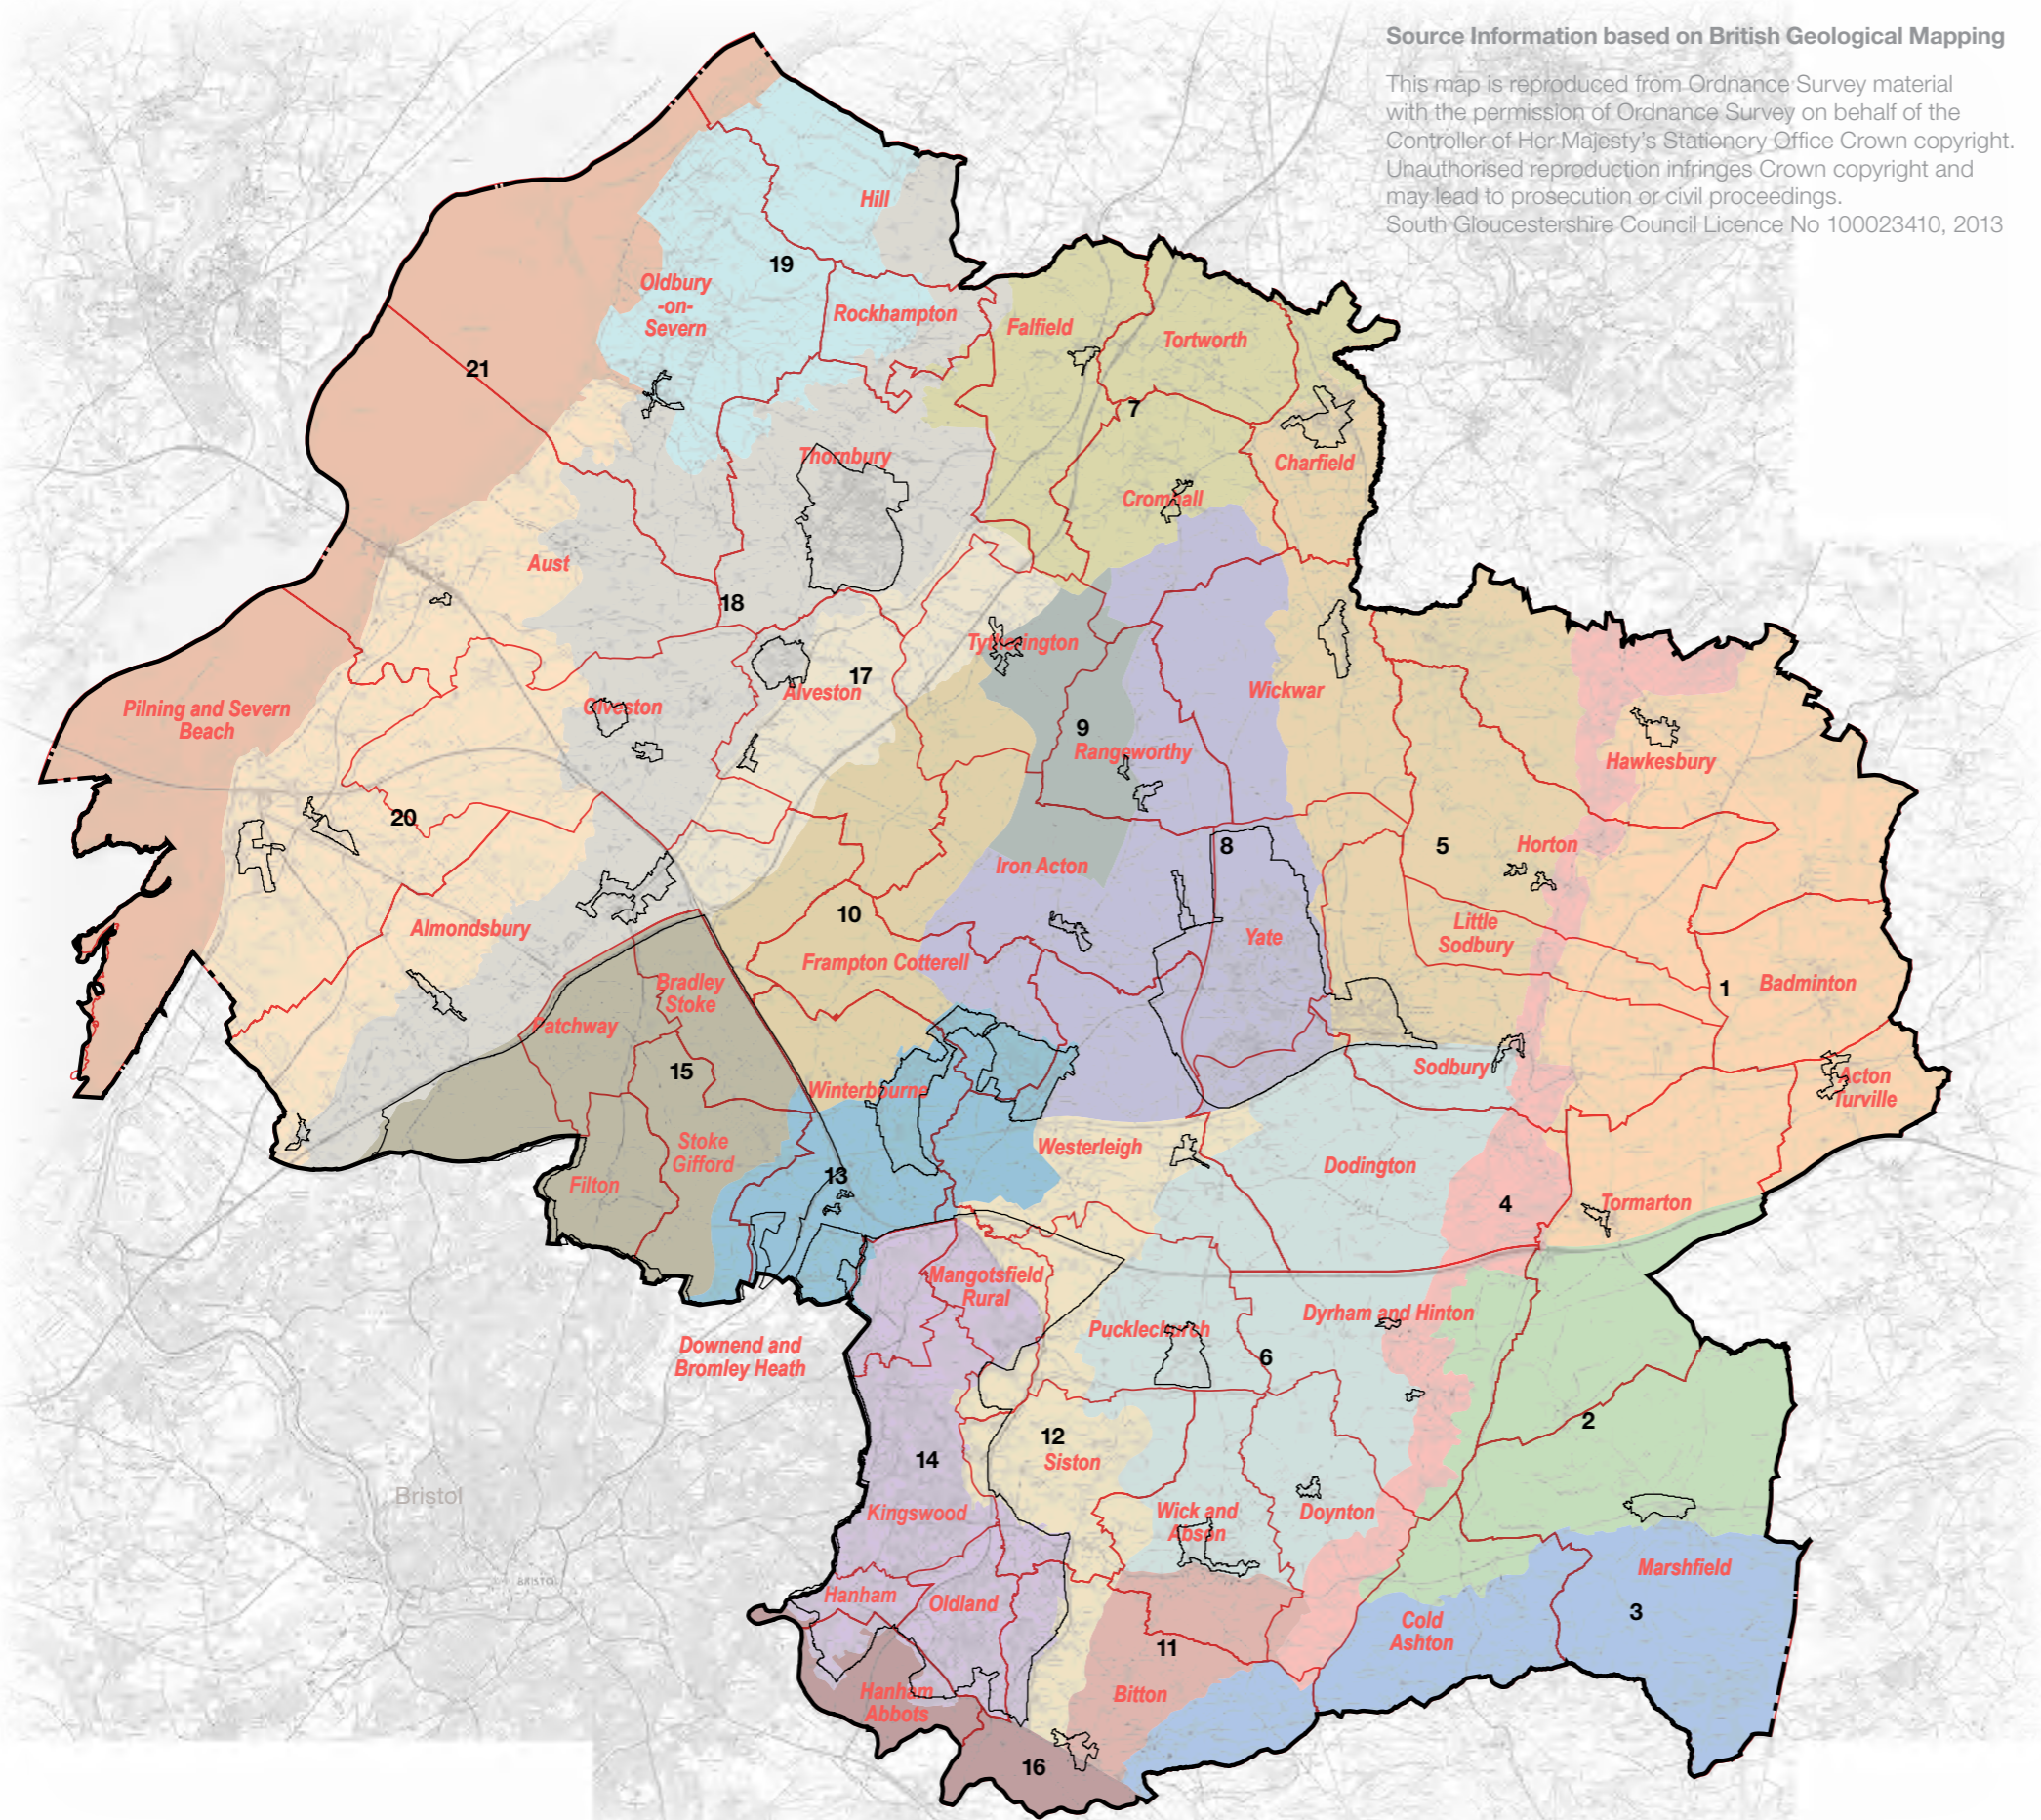 Source Information based on British Geological Mapping
This map is reproduced from Ordnance Survey material
with the permission of Ordnance Survey on behalf of the
Controller of Her Majesty's Stationery Office Crown copyright.
Unauthorised reproduction infringes Crown copyright and
may lead to prosecution or civil proceedings.
South Gloucestershire Council Licence No 100023410, 2013
Hill
19
Oldbury
-on-
Severn
Rockhampton
Falfield
Tortworth
21
7
Thornbury
Charfield
Cromhall
Aust
18
Tytherington
17
Alveston
Wickwar
Olveston
Pilning and Severn
Beach
9
Rangeworthy
Hawkesbury
20
8
5
Horton
Iron Acton
10
Almondsbury
Little
Sodbury
Yate
Frampton Cotterell
Bradley
Stoke
1
Badminton
Patchway
15
Sodbury
Winterbourne
Acton
Turville
Stoke
Gifford
Westerleigh
Dodington
13
Filton
4
Tormarton
Mangotsfield
Rural
Dyrham and Hinton
Pucklechurch
Downend and
Bromley Heath
6
2
12
Siston
14
Bristol
Kingswood
Wick and
Abson
Doynton
Marshfield
BRISTOL
Hanham
Oldland
3
Cold
Ashton
11
Hanham
Abbots
Bitton
16